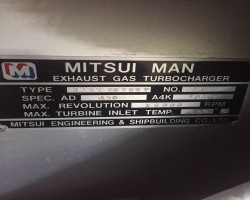 MITSUI MAN
EXHAUST GAS TURBOCHARGER
TYPE NO.
SPEC. AD A4K
MAX. REVOLUTION RPM
MAX. TURBINE INLET TEMP.
MITSUI ENGINEERING & SHIPBUILDING CO. LTD.